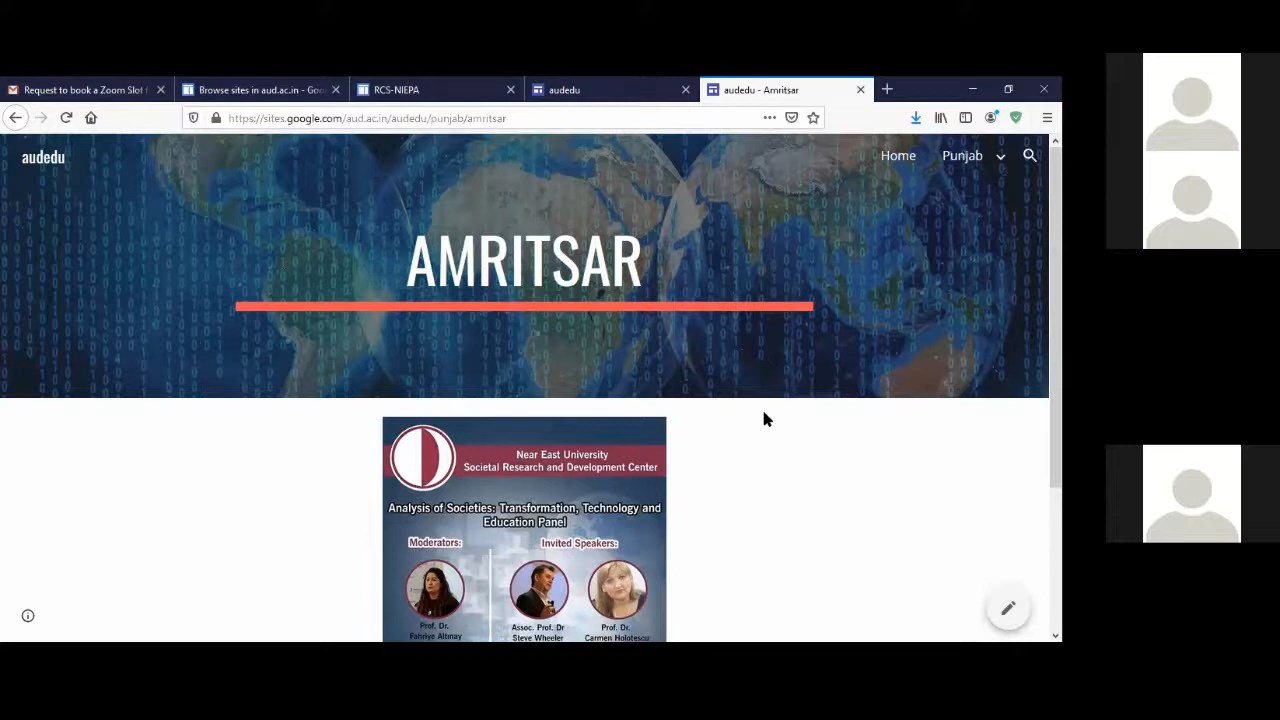 Request to book a Zoom Slot f
Browse sites in aud.ac.in - Goo
RCS-NIEPA
audedu
audedu - Amritsar
https://sites.google.com/aud.ac.in/audedu/punjab/amritsar
audedu
Home
Punjab
AMRITSAR
Near East University
Societal Research and Development Center
Analysis of Societies: Transformation, Technology and
Education Panel
Moderators:
Invited Speakers:
Prof. Dr.
Fahriye Altınay
Assoc. Prof. Dr
Steve Wheeler
Prof. Dr.
Carmen Holotescu